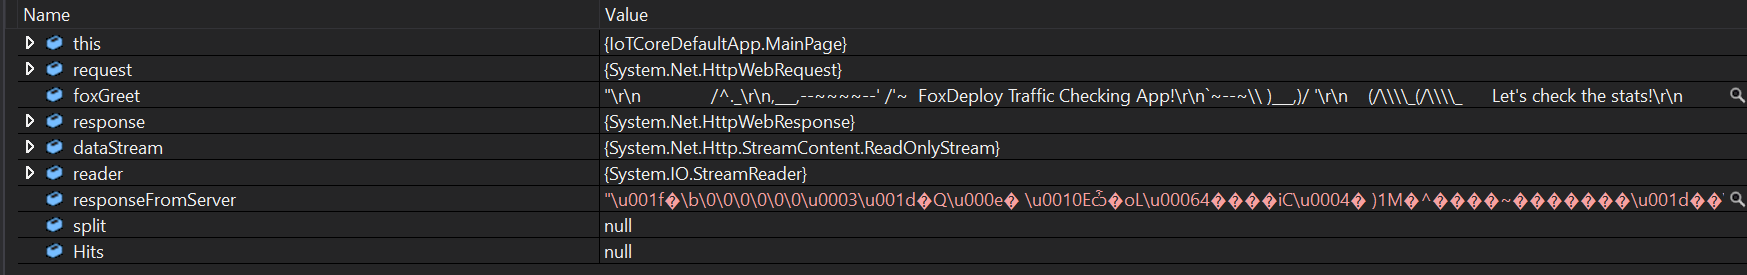 Name Value
this {IoTCoreDefaultApp.MainPage}
request {System.Net.HttpWebRequest}
foxGreet "\r\n /^._\r\n,___,--~~~~--' /'~ FoxDeploy Traffic Checking App!\r\n`~--~\\ )___,)/ '\r\n (/\\\\_(/\\\\_ Let's check the stats!\r\n
response {System.Net.HttpWebResponse}
dataStream {System.Net.Http.StreamContent.ReadOnlyStream}
reader {System.IO.StreamReader}
responseFromServer "\u001f�\b\0\0\0\0\0\0\u0003\u001d�Q\u000e� \u0010E�oL\u00064����iC\u0004� )1M�^����~�������\u001d��
split null
Hits null